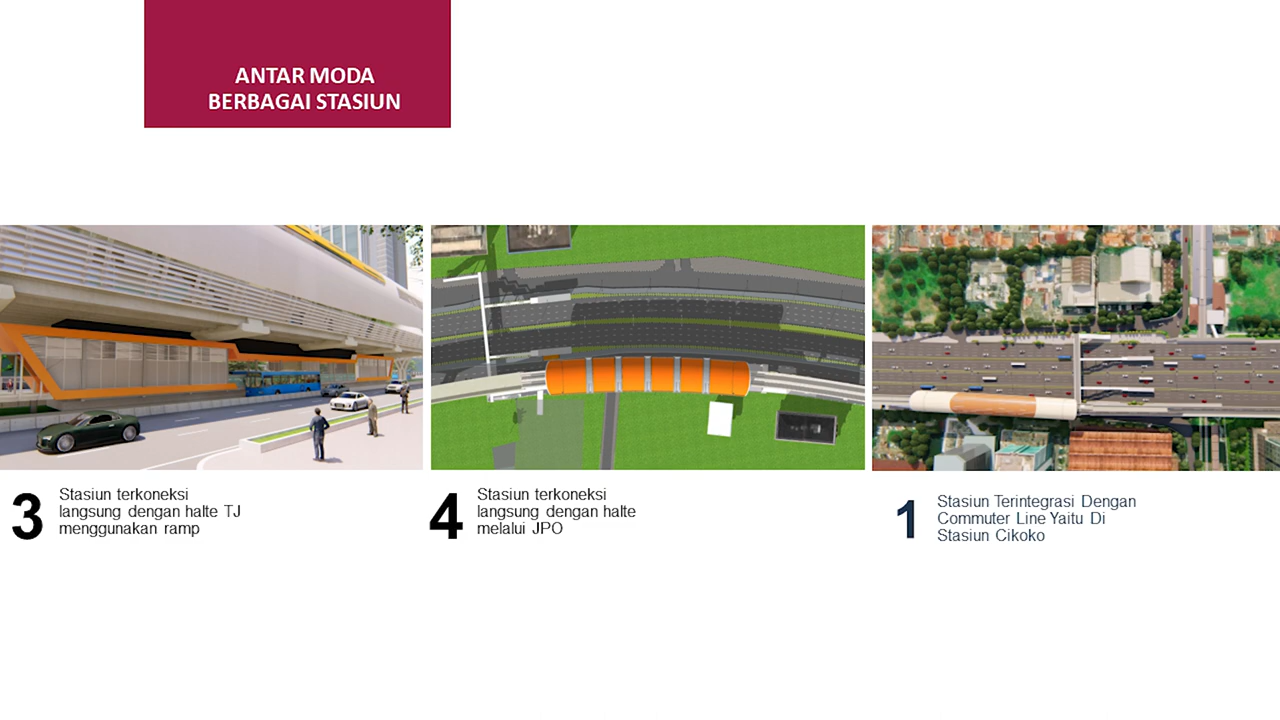 ANTAR MODA
BERBAGAI STASIUN
3
Stasiun terkoneksi
langsung dengan halte TJ
menggunakan ramp
4
Stasiun terkoneksi
langsung dengan halte
melalui JPO
1
Stasiun Terintegrasi Dengan
Commuter Line Yaitu Di
Stasiun Cikoko